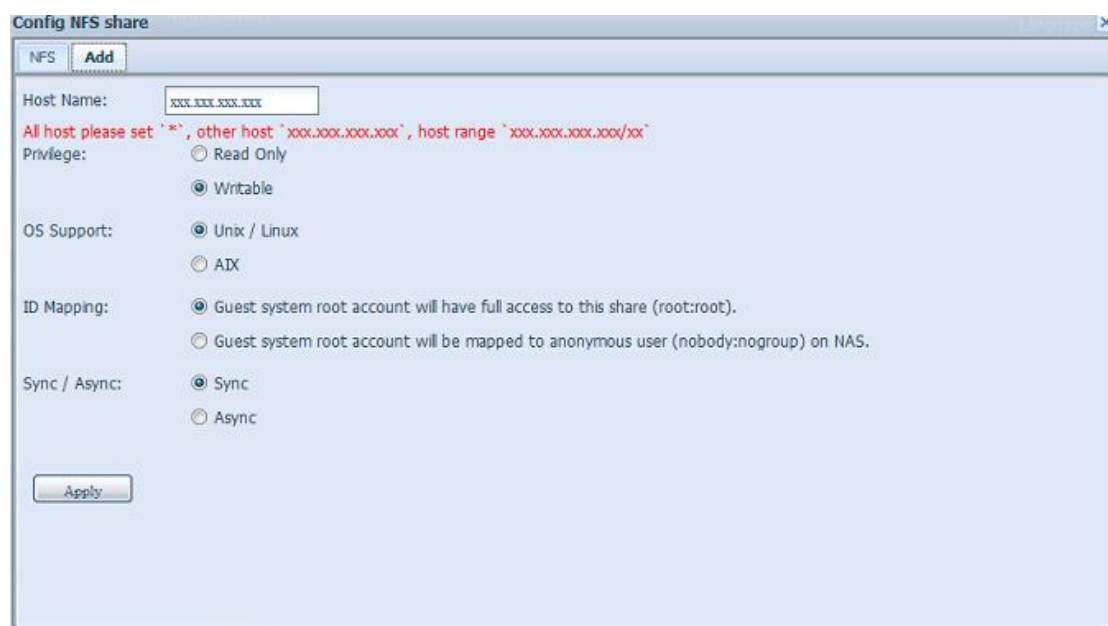 Config NFS share
NFS Add
Host Name: xxx.xxx.xxx.xxx
All host please set `*`, other host `xxx.xxx.xxx.xxx`, host range `xxx.xxx.xxx.xxx/xx`
Privilege: Read Only
Writable
OS Support: Unix / Linux
AIX
ID Mapping: Guest system root account will have full access to this share (root:root).
Guest system root account will be mapped to anonymous user (nobody:nogroup) on NAS.
Sync / Async: Sync
Async
Apply